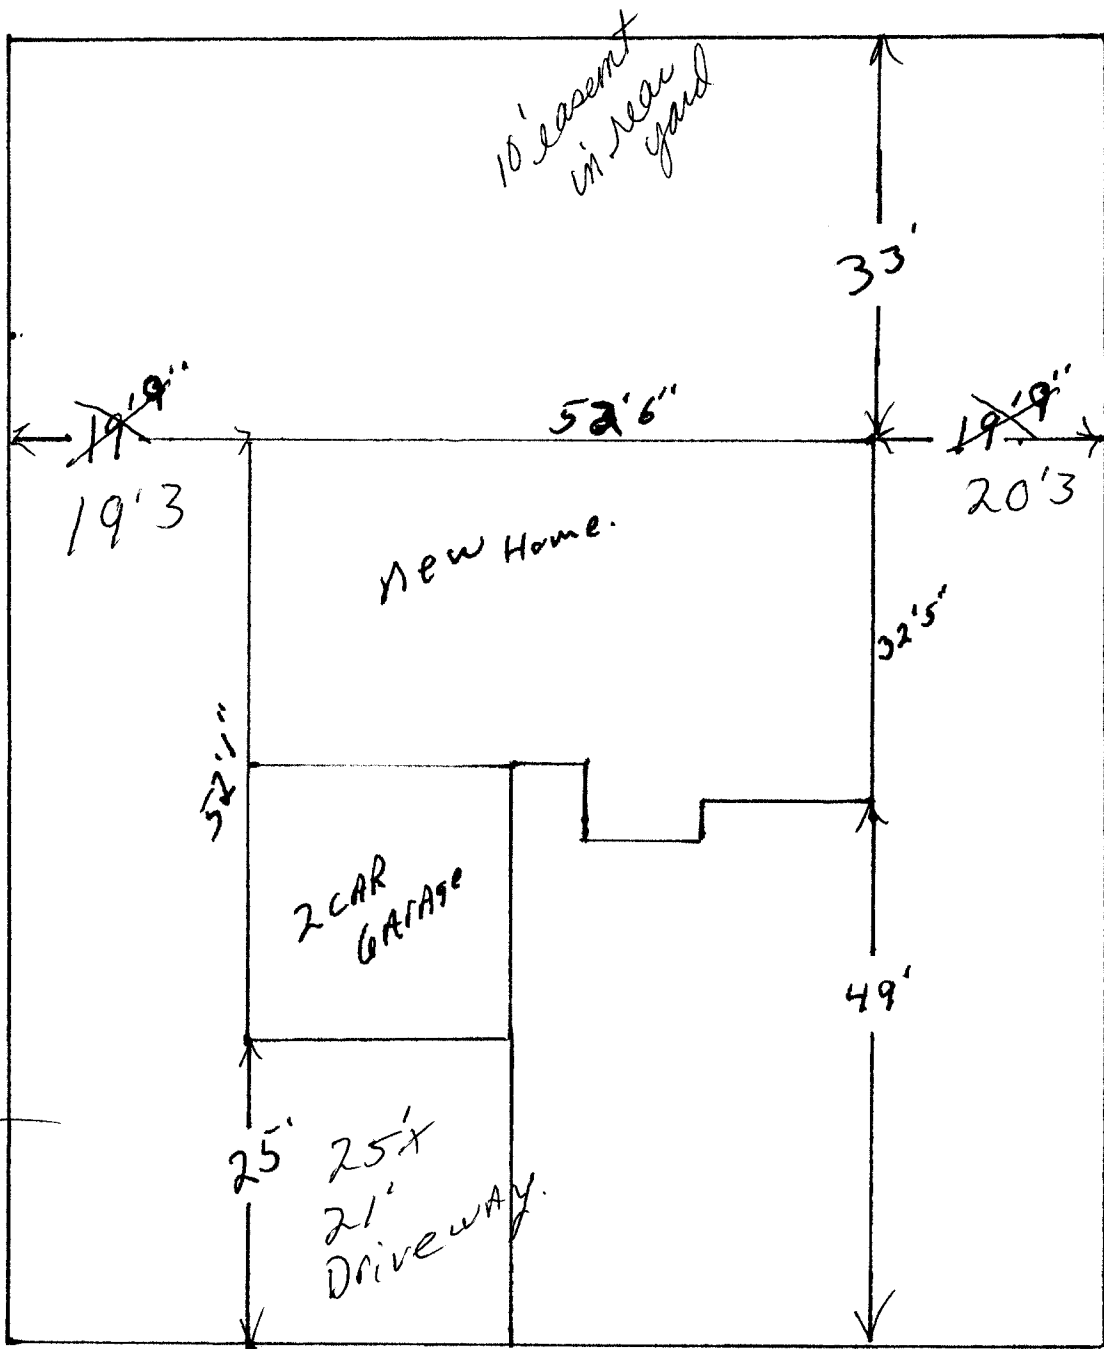 10' easemt
in rear
yard
33'
19'9"
52'6"
19'9"
19'3
20'3
New Home.
32'5"
52'1"
2 CAR
GArAge
49'
25'
25'x
21'
Driveway.